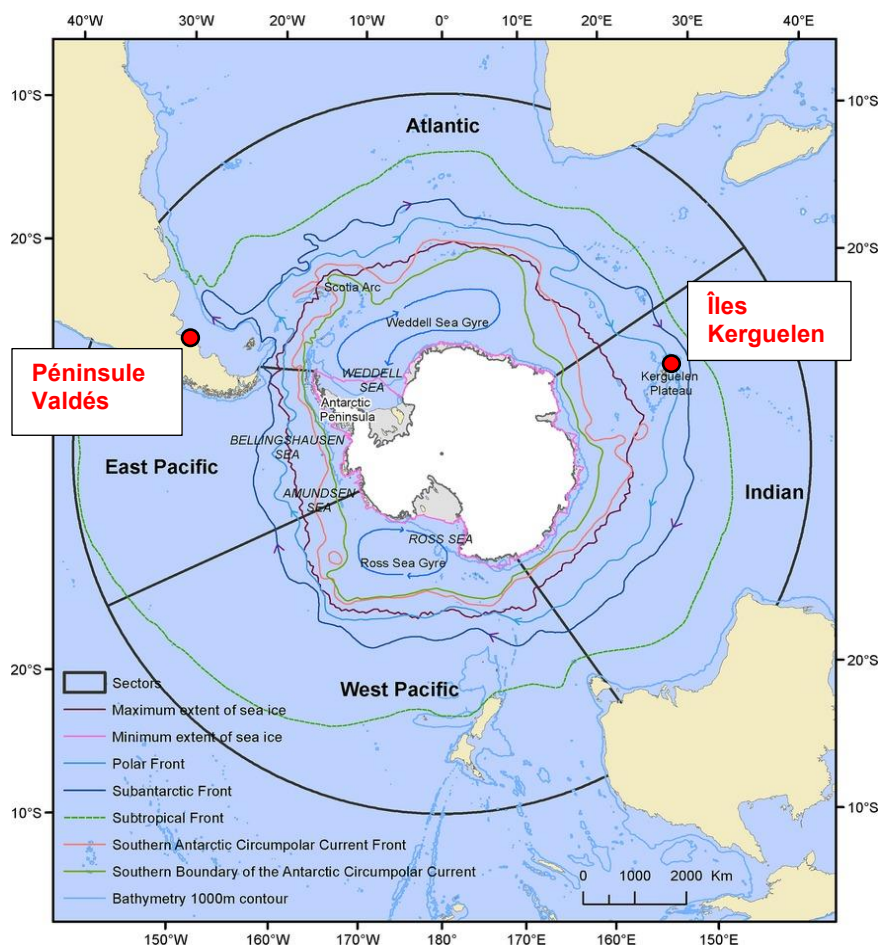 40°W 30°W 20°W 10°W 0° 10°E 20°E 30°E 40°E
10°S
10°S
Atlantic
20°S
20°S
Îles
Kerguelen
Scotia Arc
Weddell Sea Gyre
Péninsule
Valdés
WEDDELL
SEA
Kerguelen
Plateau
Antarctic
Peninsula
BELLINGSHAUSEN
SEA
East Pacific
AMUNDSEN
SEA
Indian
ROSS SEA
Ross Sea Gyre
20°S
20°S
West Pacific
Sectors
Maximum extent of sea ice
Minimum extent of sea ice
Polar Front
Subantarctic Front
Subtropical Front
Southern Antarctic Circumpolar Current Front
Southern Boundary of the Antarctic Circumpolar Current
Bathymetry 1000m contour
10°S
10°S
0 1000 2000 Km
150°W 160°W 170°W 180° 170°E 160°E 150°E